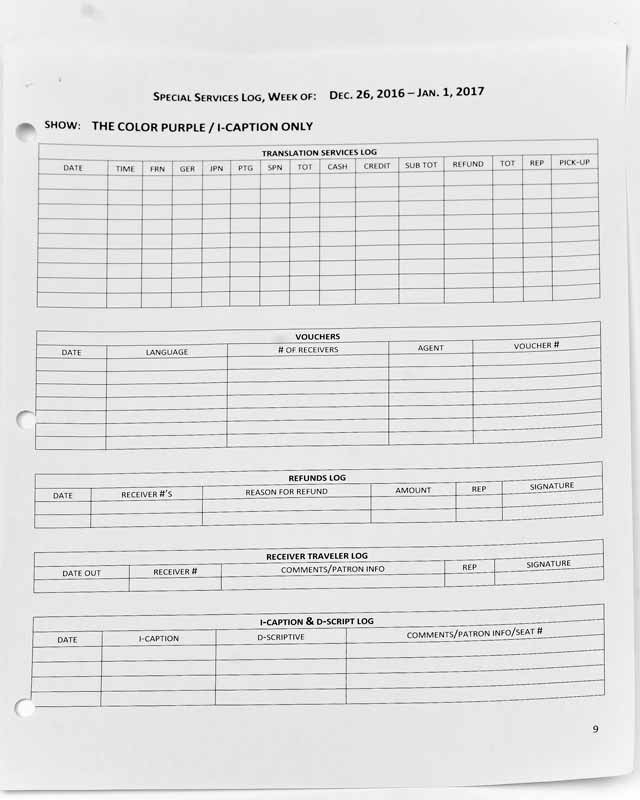 SPECIAL SERVICES LOG, WEEK OF: DEC. 26, 2016 – JAN. 1, 2017
SHOW: THE COLOR PURPLE / I-CAPTION ONLY
TRANSLATION SERVICES LOG
DATE TIME FRN GER JPN PTG SPN TOT CASH CREDIT SUB TOT REFUND TOT REP PICK-UP
VOUCHERS
DATE LANGUAGE # OF RECEIVERS AGENT VOUCHER #
REFUNDS LOG
DATE RECEIVER #'S REASON FOR REFUND AMOUNT REP SIGNATURE
RECEIVER TRAVELER LOG
DATE OUT RECEIVER # COMMENTS/PATRON INFO REP SIGNATURE
I-CAPTION & D-SCRIPT LOG
DATE I-CAPTION D-SCRIPTIVE COMMENTS/PATRON INFO/SEAT #
9